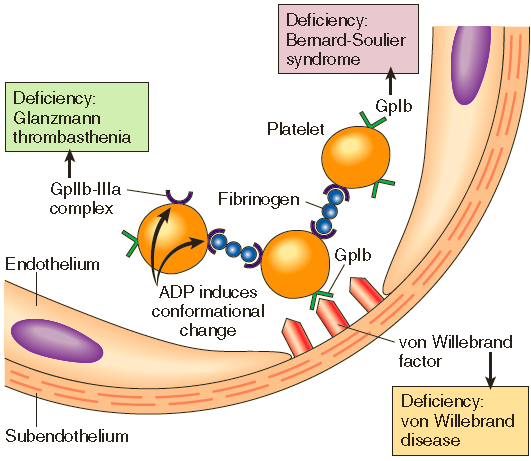 Deficiency:
Bernard-Soulier
syndrome
GpIb
Deficiency:
Glanzmann
thrombasthenia
Platelet
GpIIb-IIIa
complex
Fibrinogen
GpIb
Endothelium
ADP induces
conformational
change
von Willebrand
factor
Deficiency:
von Willebrand
disease
Subendothelium